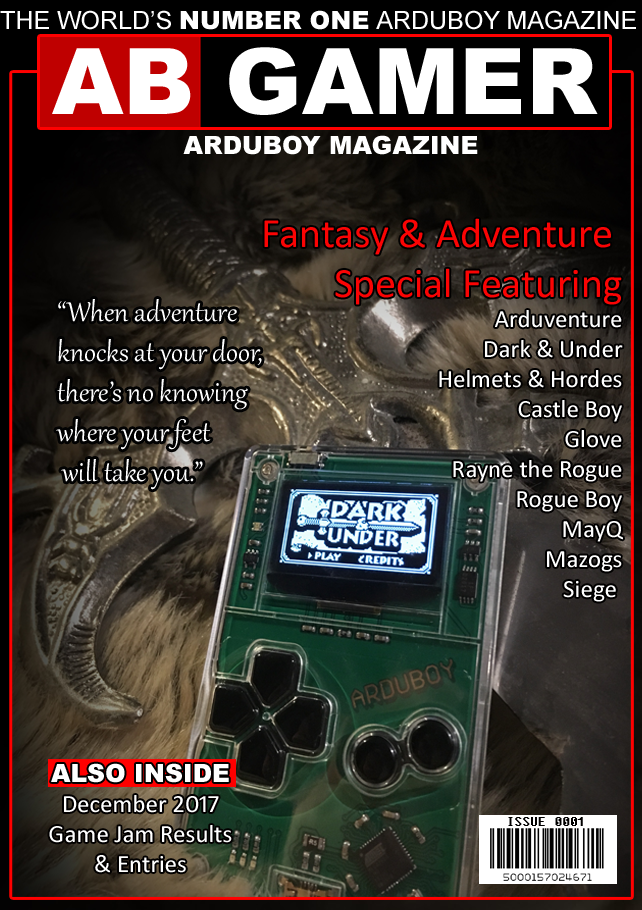 THE WORLD'S NUMBER ONE ARDUBOY MAGAZINE
AB GAMER
ARDUBOY MAGAZINE
Fantasy & Adventure
Special Featuring
Arduventure
Dark & Under
Helmets & Hordes
Castle Boy
Glove
Rayne the Rogue
Rogue Boy
MayQ
Mazogs
Siege
“When adventure
knocks at your door,
there’s no knowing
where your feet
will take you.”
DARK
&
UNDER
PLAY CREDITS
ARDUBOY
ALSO INSIDE
December 2017
Game Jam Results
& Entries
ISSUE 0001
5000157024671